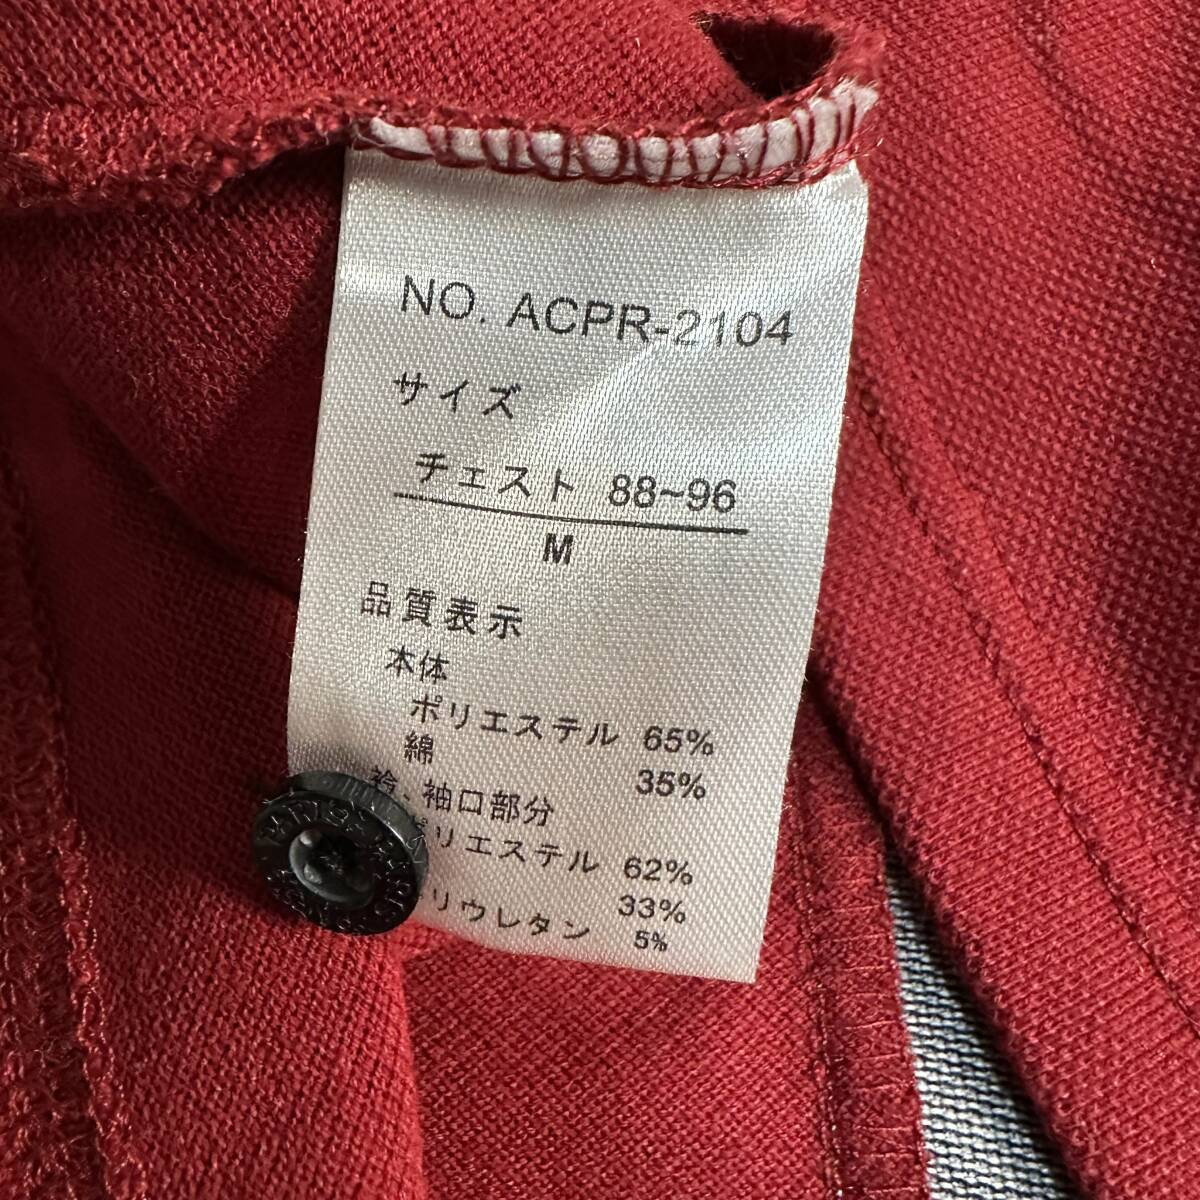 NO. ACPR-2104
サイズ
チェスト 88~96
M
品質表示
本体
ポリエステル 65%
綿 35%
衿、袖口部分
ポリエステル 62%
33%
リウレタン 5%